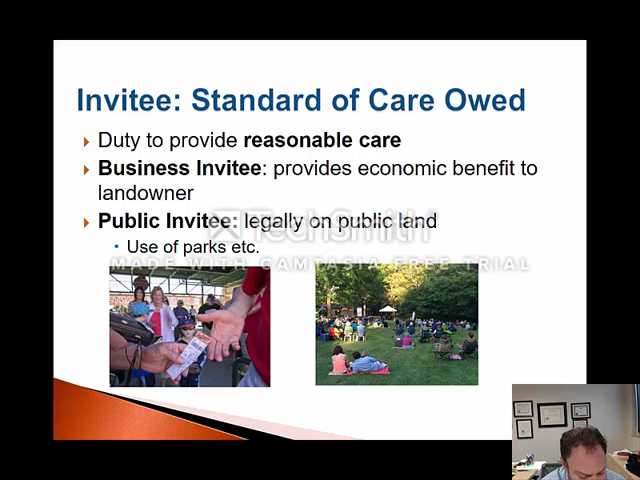 Invitee: Standard of Care Owed
Duty to provide reasonable care
Business Invitee: provides economic benefit to
landowner
Public Invitee: legally on public land
TechSmith
Use of parks etc.
MADE WITH CAMTASIA FREE TRIAL